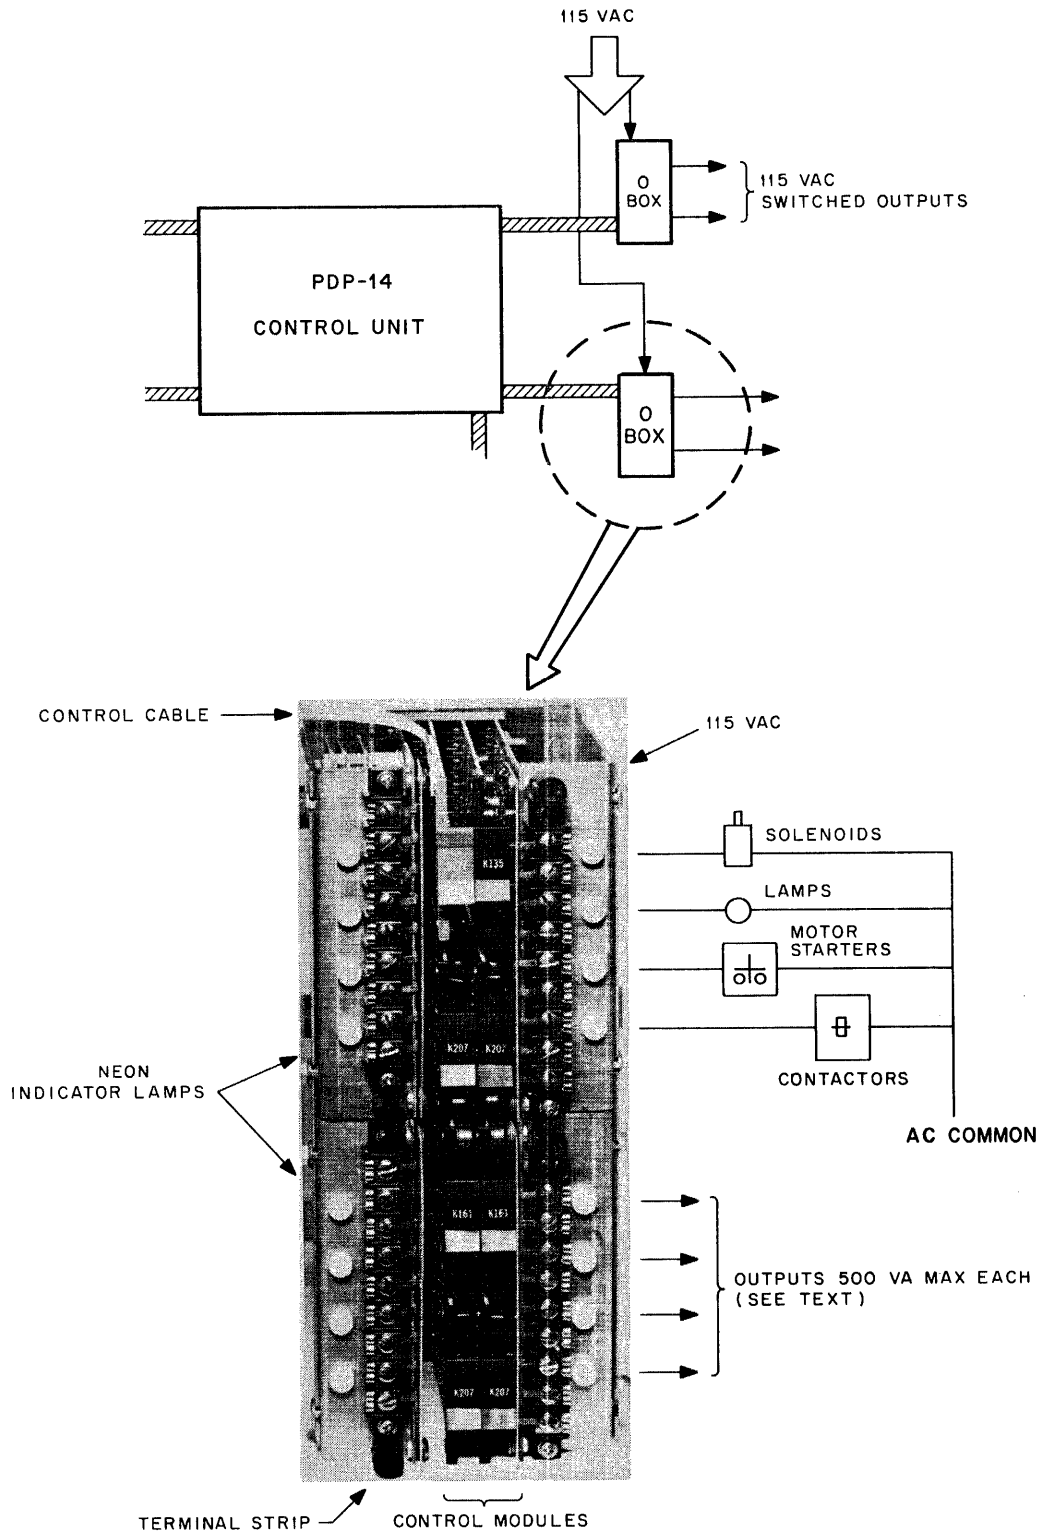 115 VAC
O
BOX
115 VAC
SWITCHED OUTPUTS
PDP-14
CONTROL UNIT
O
BOX
CONTROL CABLE
115 VAC
SOLENOIDS
K135
LAMPS
MOTOR
STARTERS
K207 K207
NEON
INDICATOR LAMPS
CONTACTORS
AC COMMON
K161 K161
OUTPUTS 500 VA MAX EACH
(SEE TEXT)
K207 K207
TERMINAL STRIP
CONTROL MODULES